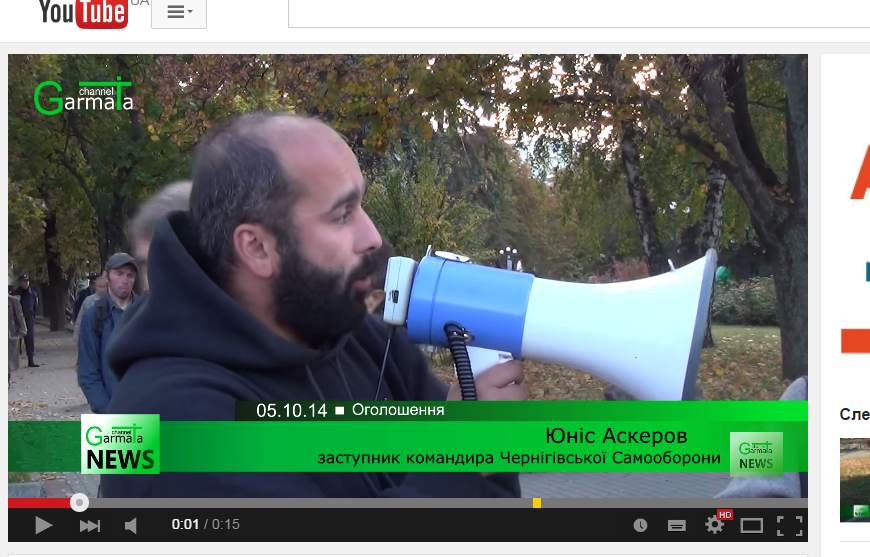 YouTube UA
channel
GarmaTa
05.10.14 ■ Оголошення
Юніс Аскеров
заступник командира Чернігівської Самооборони
channel
GarmaTa
NEWS
channel
Garmata
NEWS
0:01 / 0:15
HD
Сле